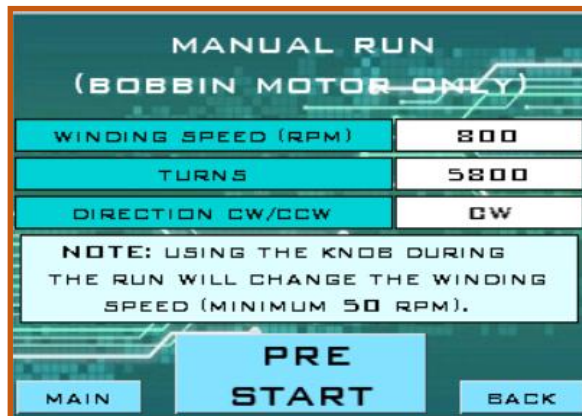 MANUAL RUN
(BOBBIN MOTOR ONLY)
WINDING SPEED (RPM) 800
TURNS 5800
DIRECTION CW/CCW CW
NOTE: USING THE KNOB DURING
THE RUN WILL CHANGE THE WINDING
SPEED (MINIMUM 50 RPM).
PRE
START
MAIN
BACK